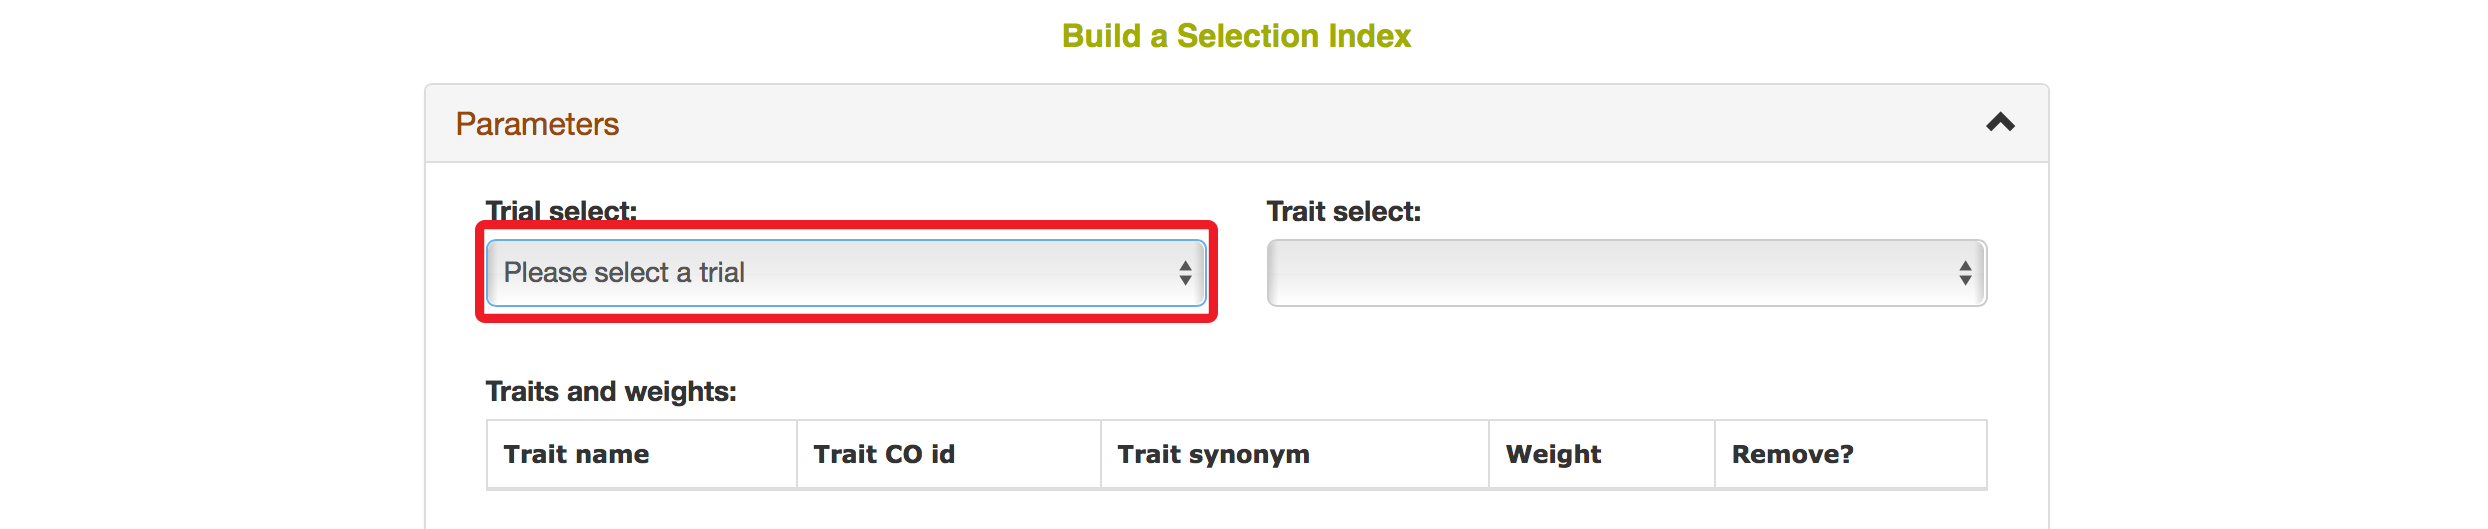 Build a Selection Index
Parameters
Trial select: Trait select:
Please select a trial
Traits and weights:
Trait name Trait CO id Trait synonym Weight Remove?